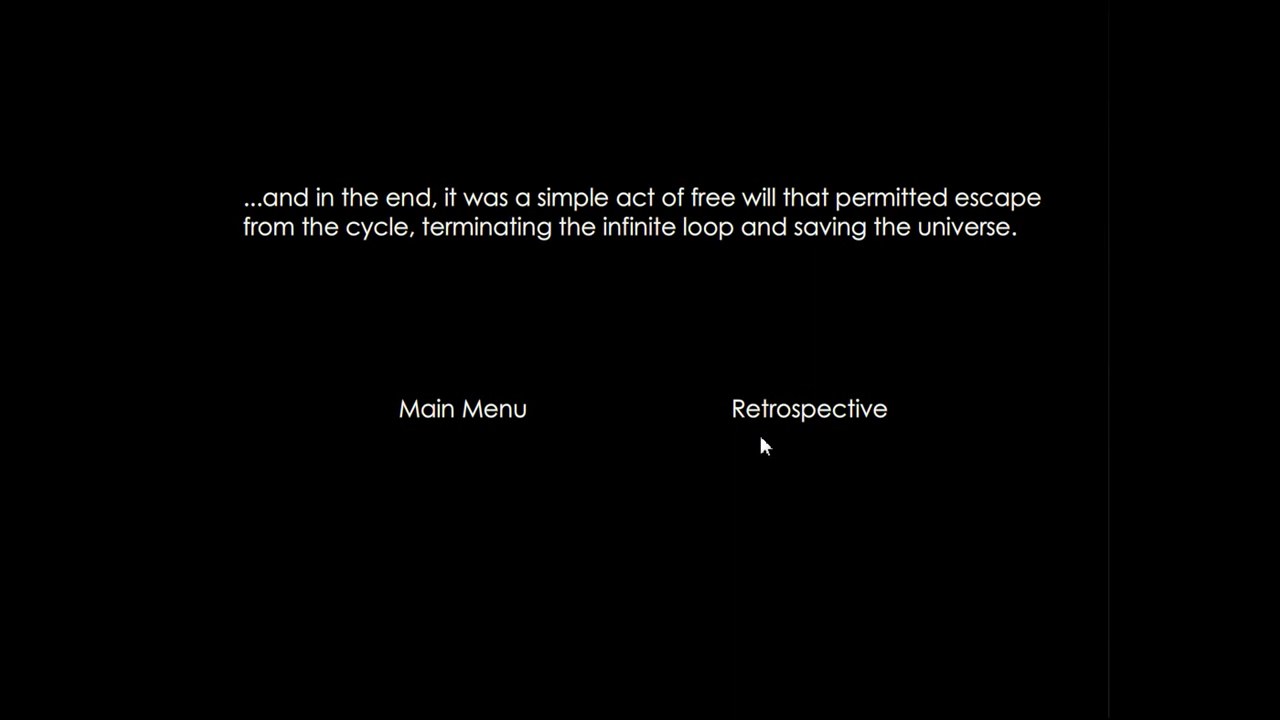 ...and in the end, it was a simple act of free will that permitted escape
from the cycle, terminating the infinite loop and saving the universe.
Main Menu
Retrospective